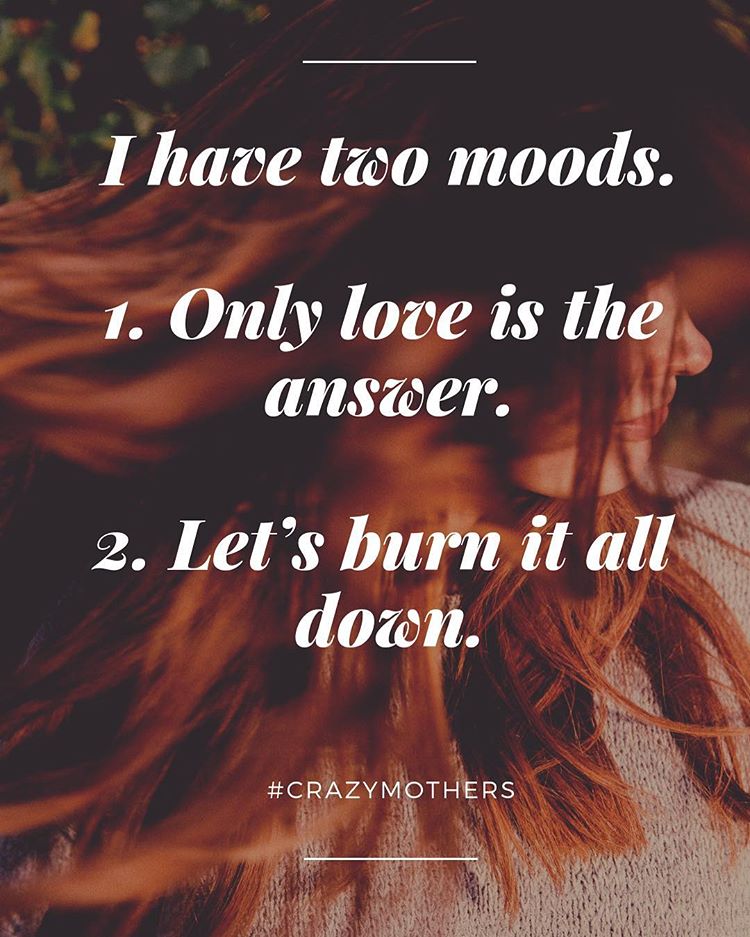 I have two moods.
1. Only love is the
answer.
2. Let's burn it all
down.
#CRAZYMOTHERS